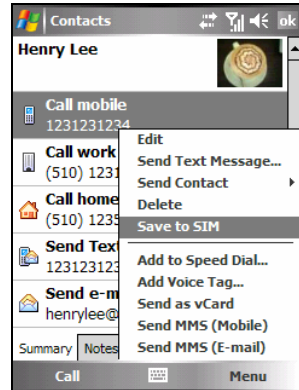 Contacts
ok
Henry Lee
Call mobile
1231231234
Call work
(510) 1231
Call home
(510) 1235
Send Text
123123123
Send e-m
henrylee@
Edit
Send Text Message...
Send Contact
Delete
Save to SIM
Add to Speed Dial...
Add Voice Tag...
Send as vCard
Send MMS (Mobile)
Send MMS (E-mail)
Summary
Notes
Call
Menu